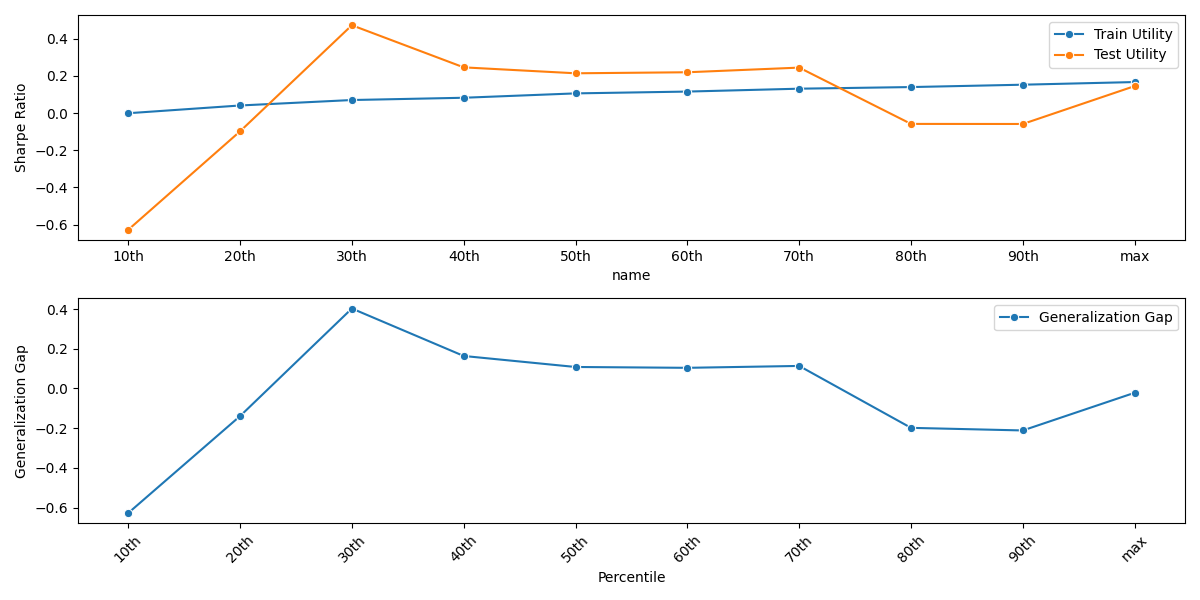 Train Utility
Test Utility
Sharpe Ratio
0.4
0.2
0.0
−0.2
−0.4
−0.6
10th 20th 30th 40th 50th 60th 70th 80th 90th max
name
Generalization Gap
Generalization Gap
0.4
0.2
0.0
−0.2
−0.4
−0.6
10th 20th 30th 40th 50th 60th 70th 80th 90th max
Percentile